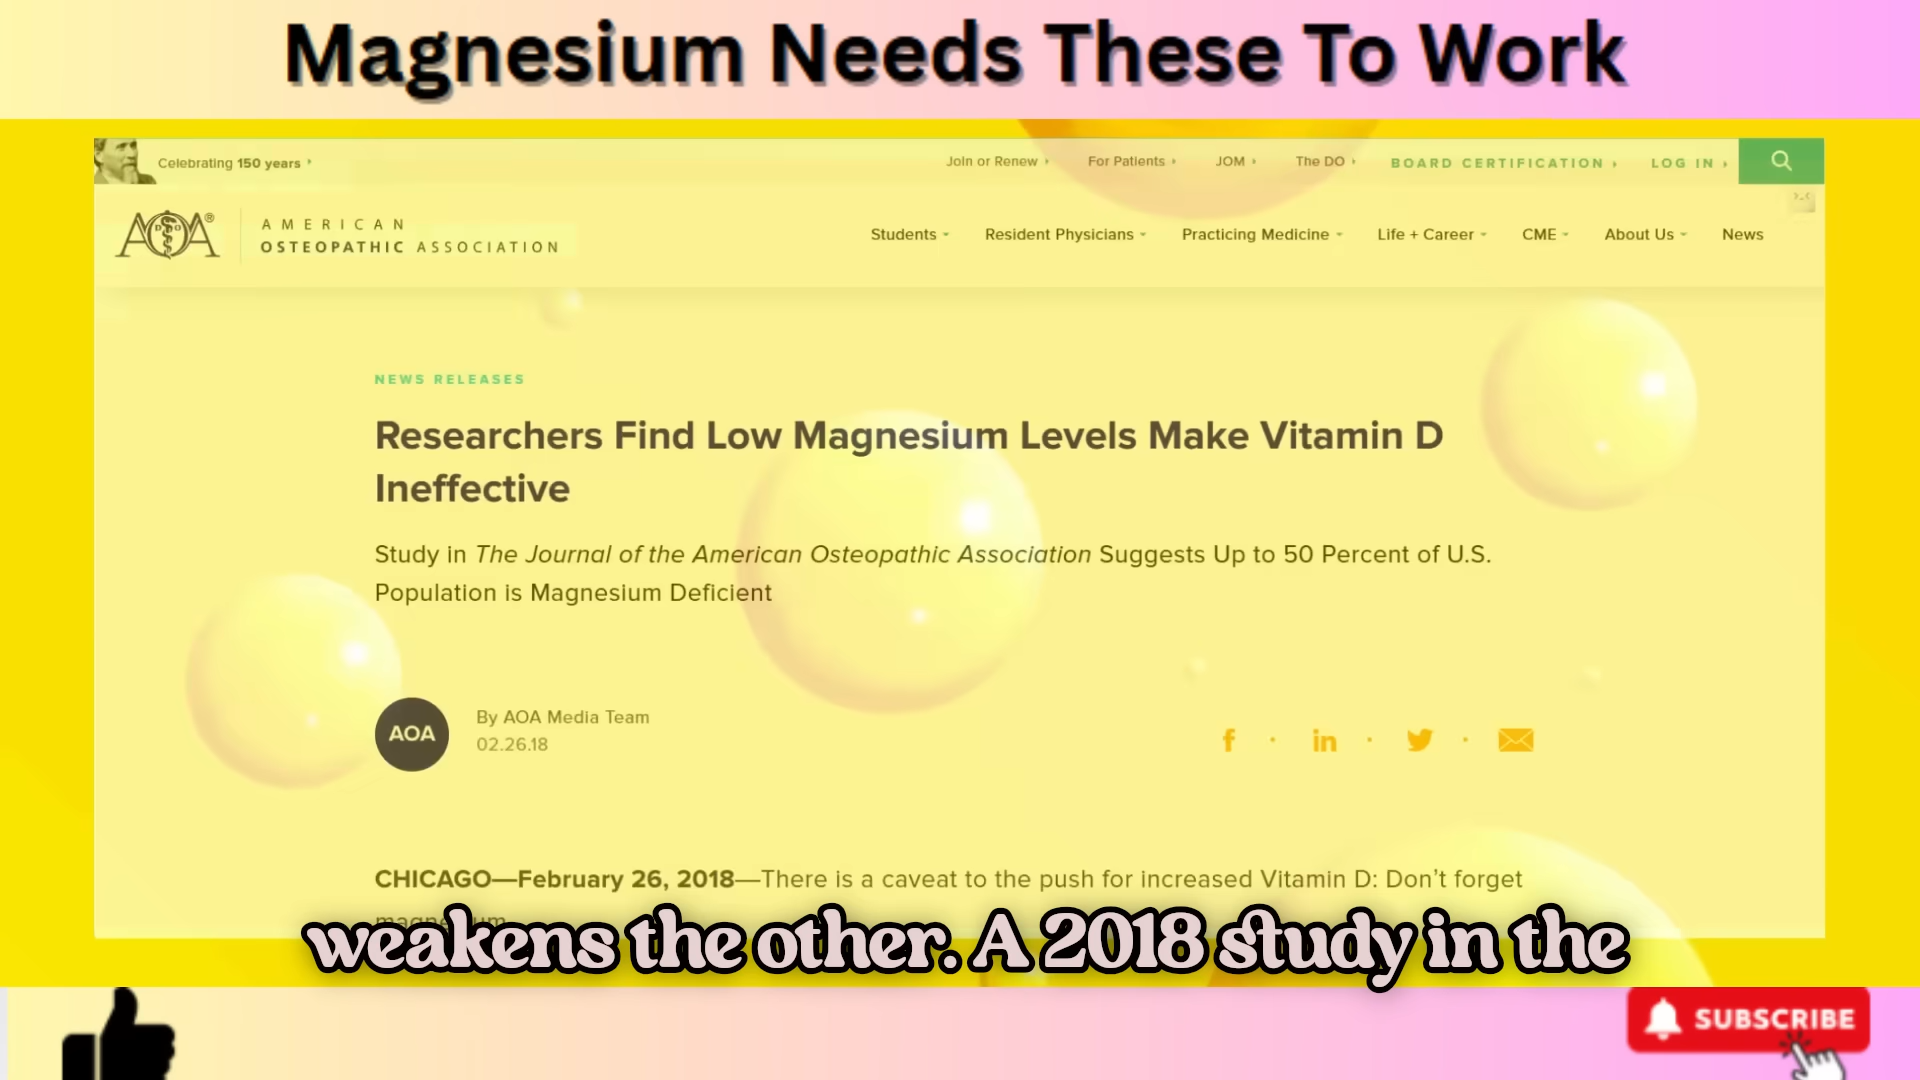 Magnesium Needs These To Work
Celebrating 150 years
Join or Renew
For Patients
JOM
The DO
BOARD CERTIFICATION
LOG IN
AOA
AMERICAN
OSTEOPATHIC ASSOCIATION
Students
Resident Physicians
Practicing Medicine
Life + Career
CME
About Us
News
NEWS RELEASES
Researchers Find Low Magnesium Levels Make Vitamin D
Ineffective
Study in The Journal of the American Osteopathic Association Suggests Up to 50 Percent of U.S.
Population is Magnesium Deficient
AOA
By AOA Media Team
02.26.18
CHICAGO—February 26, 2018—There is a caveat to the push for increased Vitamin D: Don’t forget
magnesium.
weakens the other. A 2018 study in the
SUBSCRIBE